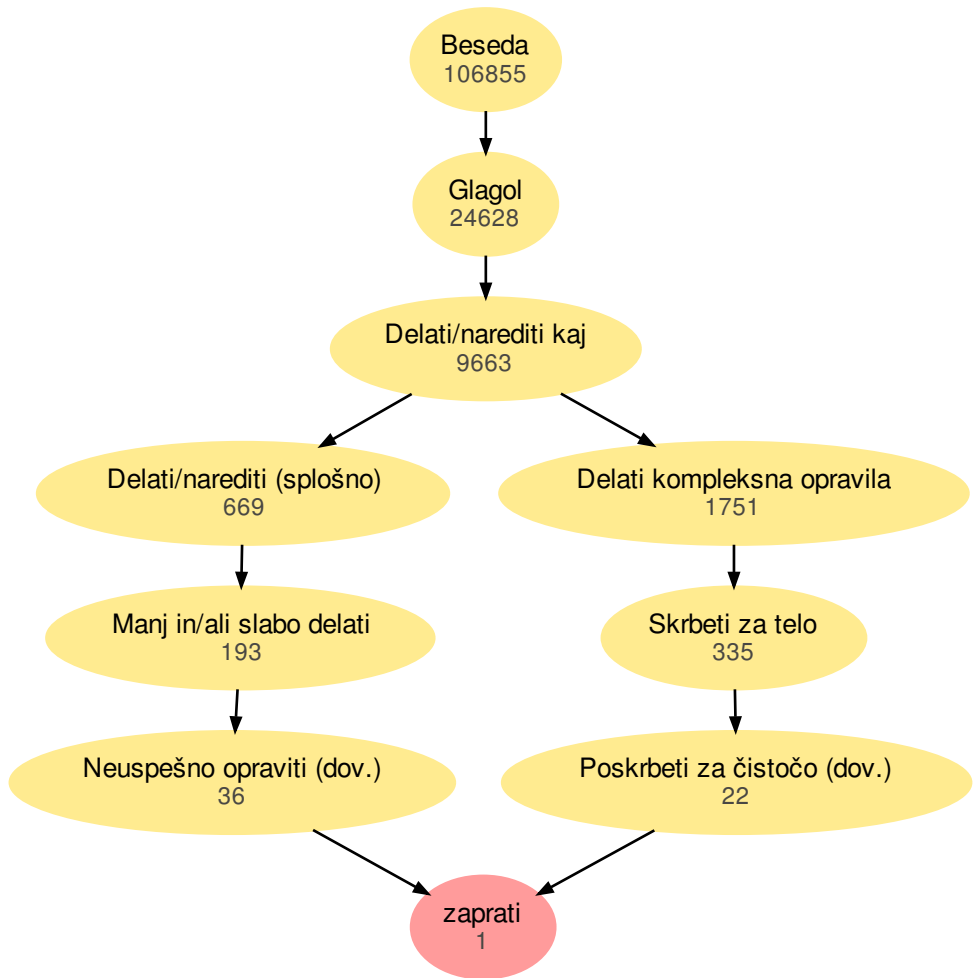 Beseda
106855
Glagol
24628
Delati/narediti kaj
9663
Delati/narediti (splošno)
669
Delati kompleksna opravila
1751
Manj in/ali slabo delati
193
Skrbeti za telo
335
Neuspešno opraviti (dov.)
36
Poskrbeti za čistočo (dov.)
22
zaprati
1